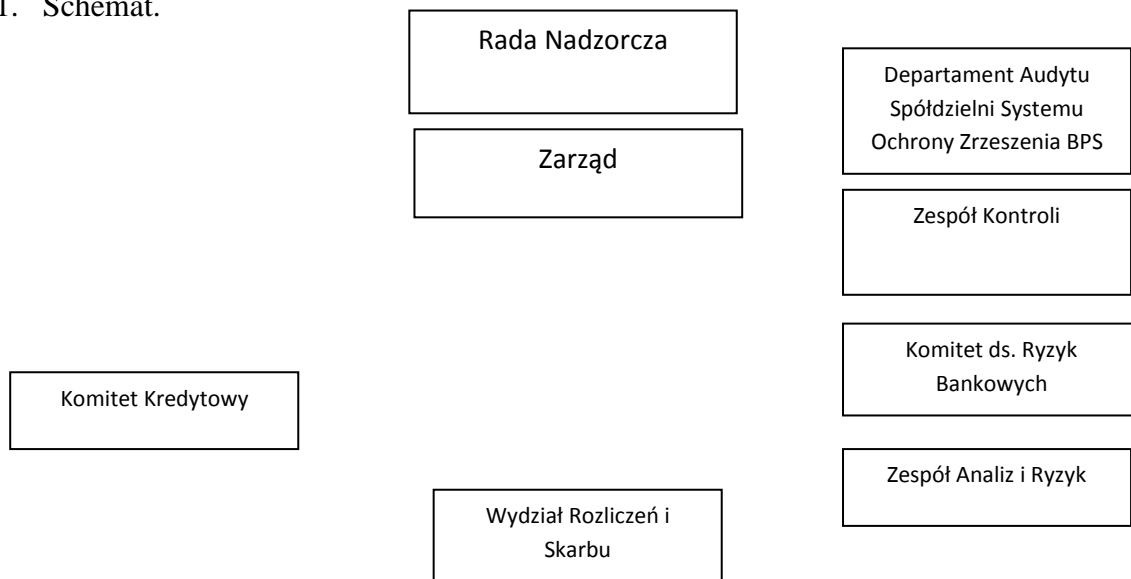 1. Schemat.
Rada Nadzorcza
Zarząd
Departament Audytu
Spółdzielni Systemu
Ochrony Zrzeszenia BPS
Zespół Kontroli
Komitet ds. Ryzyk
Bankowych
Komitet Kredytowy
Zespół Analiz i Ryzyk
Wydział Rozliczeń i
Skarbu